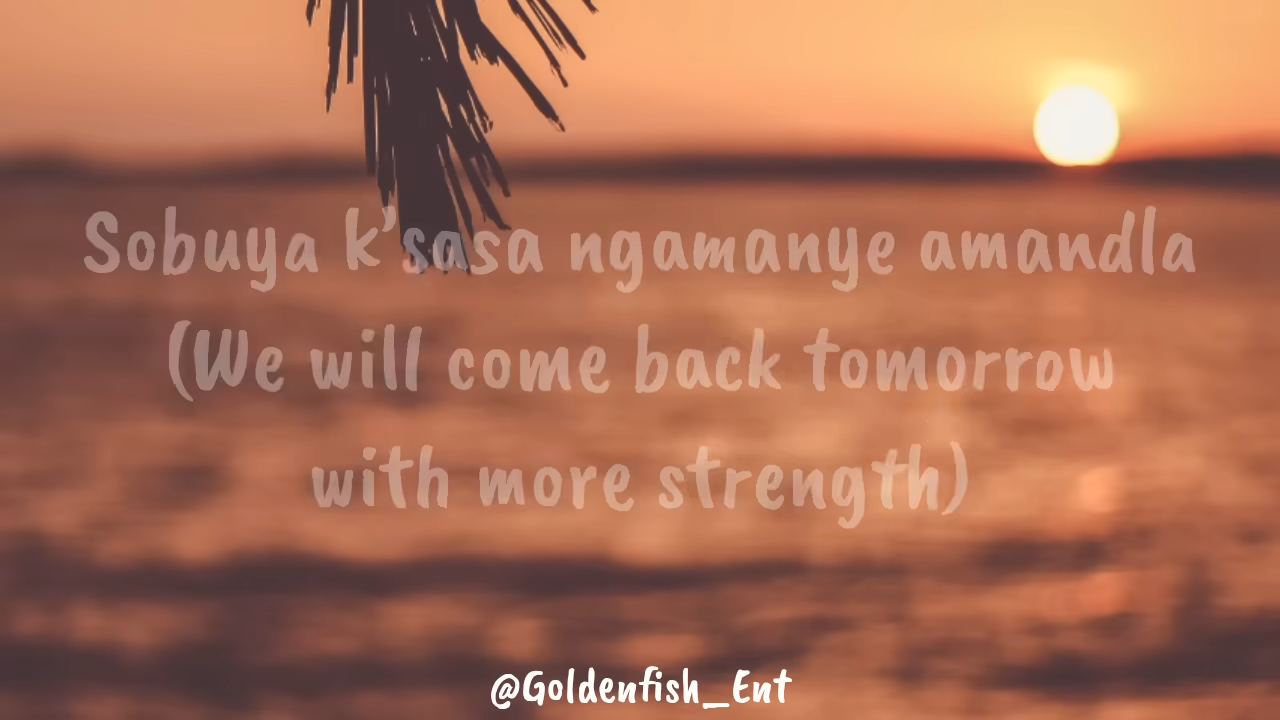 Sobuya k'sasa ngamanye amandla
(We will come back tomorrow
with more strength)
@Goldenfish_Ent